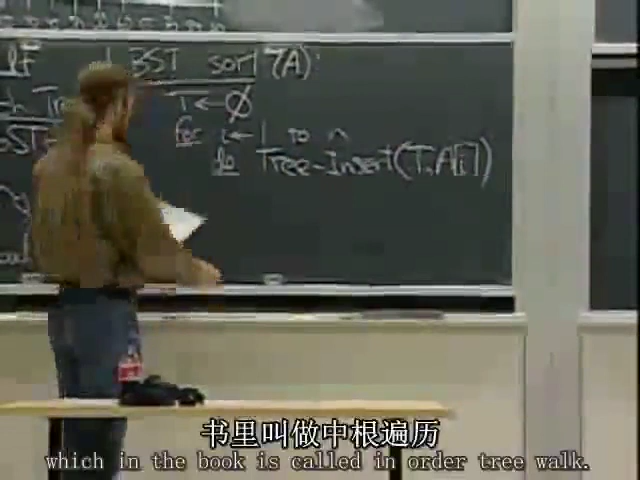 BST sort (A):
T ← ∅
for i ← 1 to n
do Tree-Insert(T, A[i])
书里叫做中根遍历
which in the book is called in order tree walk.